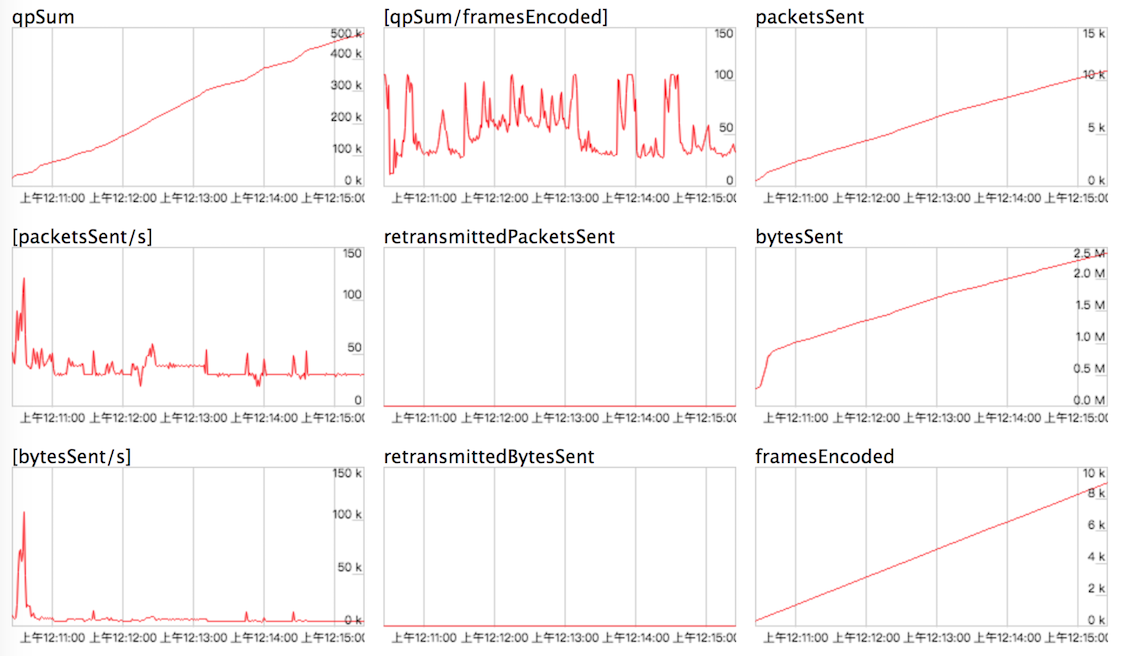 qpSum
500 k
400 k
300 k
200 k
100 k
0 k
上午12:11:00 上午12:12:00 上午12:13:00 上午12:14:00 上午12:15:00
[qpSum/framesEncoded]
150
100
50
0
上午12:11:00 上午12:12:00 上午12:13:00 上午12:14:00 上午12:15:00
packetsSent
15 k
10 k
5 k
0 k
上午12:11:00 上午12:12:00 上午12:13:00 上午12:14:00 上午12:15:00
[packetsSent/s]
150
100
50
0
上午12:11:00 上午12:12:00 上午12:13:00 上午12:14:00 上午12:15:00
retransmittedPacketsSent
上午12:11:00 上午12:12:00 上午12:13:00 上午12:14:00 上午12:15:00
bytesSent
2.5 M
2.0 M
1.5 M
1.0 M
0.5 M
0.0 M
上午12:11:00 上午12:12:00 上午12:13:00 上午12:14:00 上午12:15:00
[bytesSent/s]
150 k
100 k
50 k
0 k
上午12:11:00 上午12:12:00 上午12:13:00 上午12:14:00 上午12:15:00
retransmittedBytesSent
上午12:11:00 上午12:12:00 上午12:13:00 上午12:14:00 上午12:15:00
framesEncoded
10 k
8 k
6 k
4 k
2 k
0 k
上午12:11:00 上午12:12:00 上午12:13:00 上午12:14:00 上午12:15:00